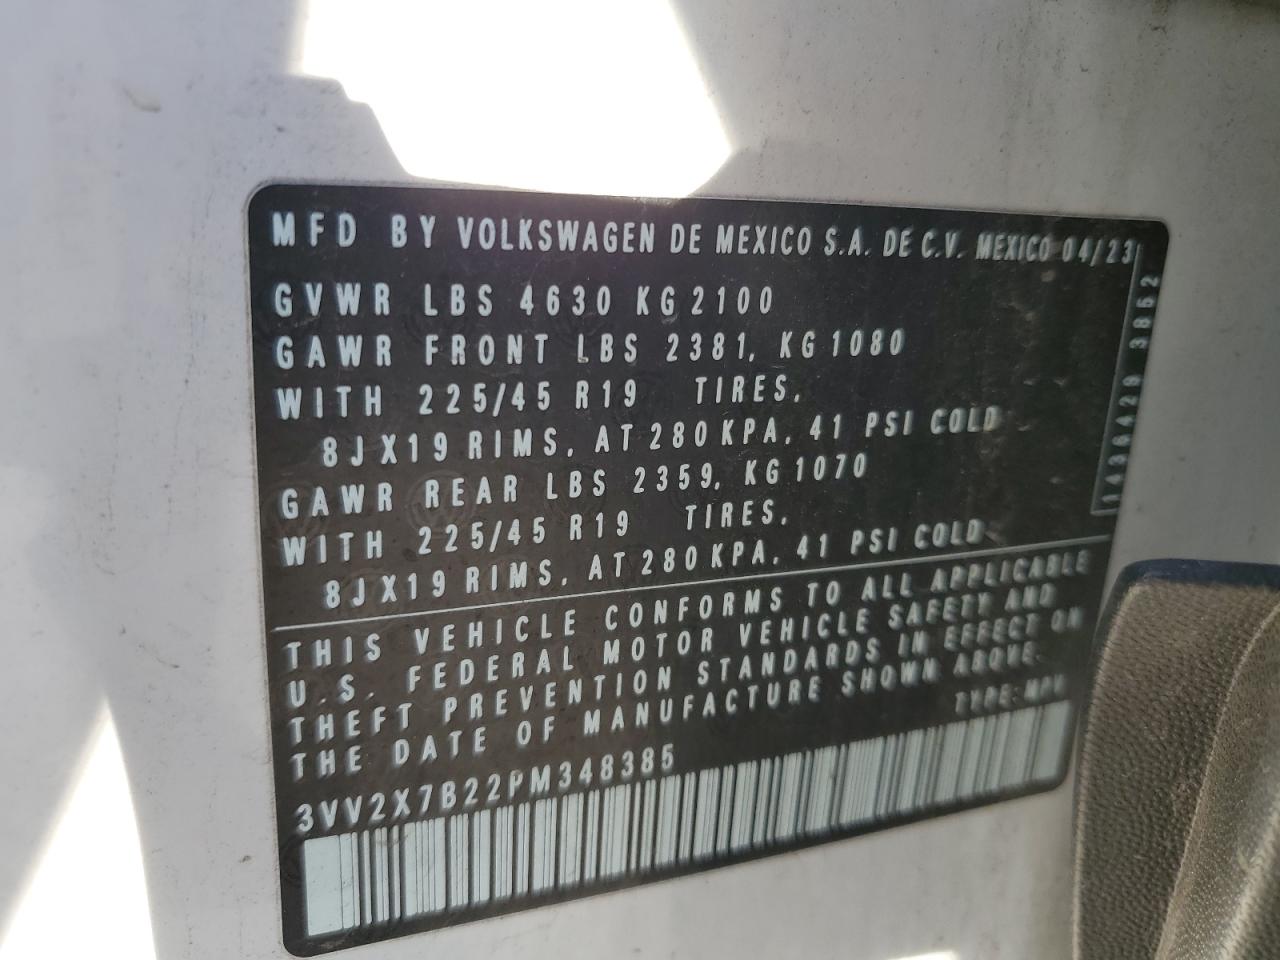 MFD BY VOLKSWAGEN DE MEXICO S.A. DE C.V. MEXICO 04/23
GVWR LBS 4630 KG 2100
GAWR FRONT LBS 2381, KG 1080
WITH 225/45 R19 TIRES,
8JX19 RIMS, AT 280 KPA, 41 PSI COLD
GAWR REAR LBS 2359, KG 1070
WITH 225/45 R19 TIRES,
8JX19 RIMS, AT 280 KPA, 41 PSI COLD
THIS VEHICLE CONFORMS TO ALL APPLICABLE
U.S. FEDERAL MOTOR VEHICLE SAFETY AND
THEFT PREVENTION STANDARDS IN EFFECT ON
THE DATE OF MANUFACTURE SHOWN ABOVE.
TYPE: MPV
3VV2X7B22PM348385